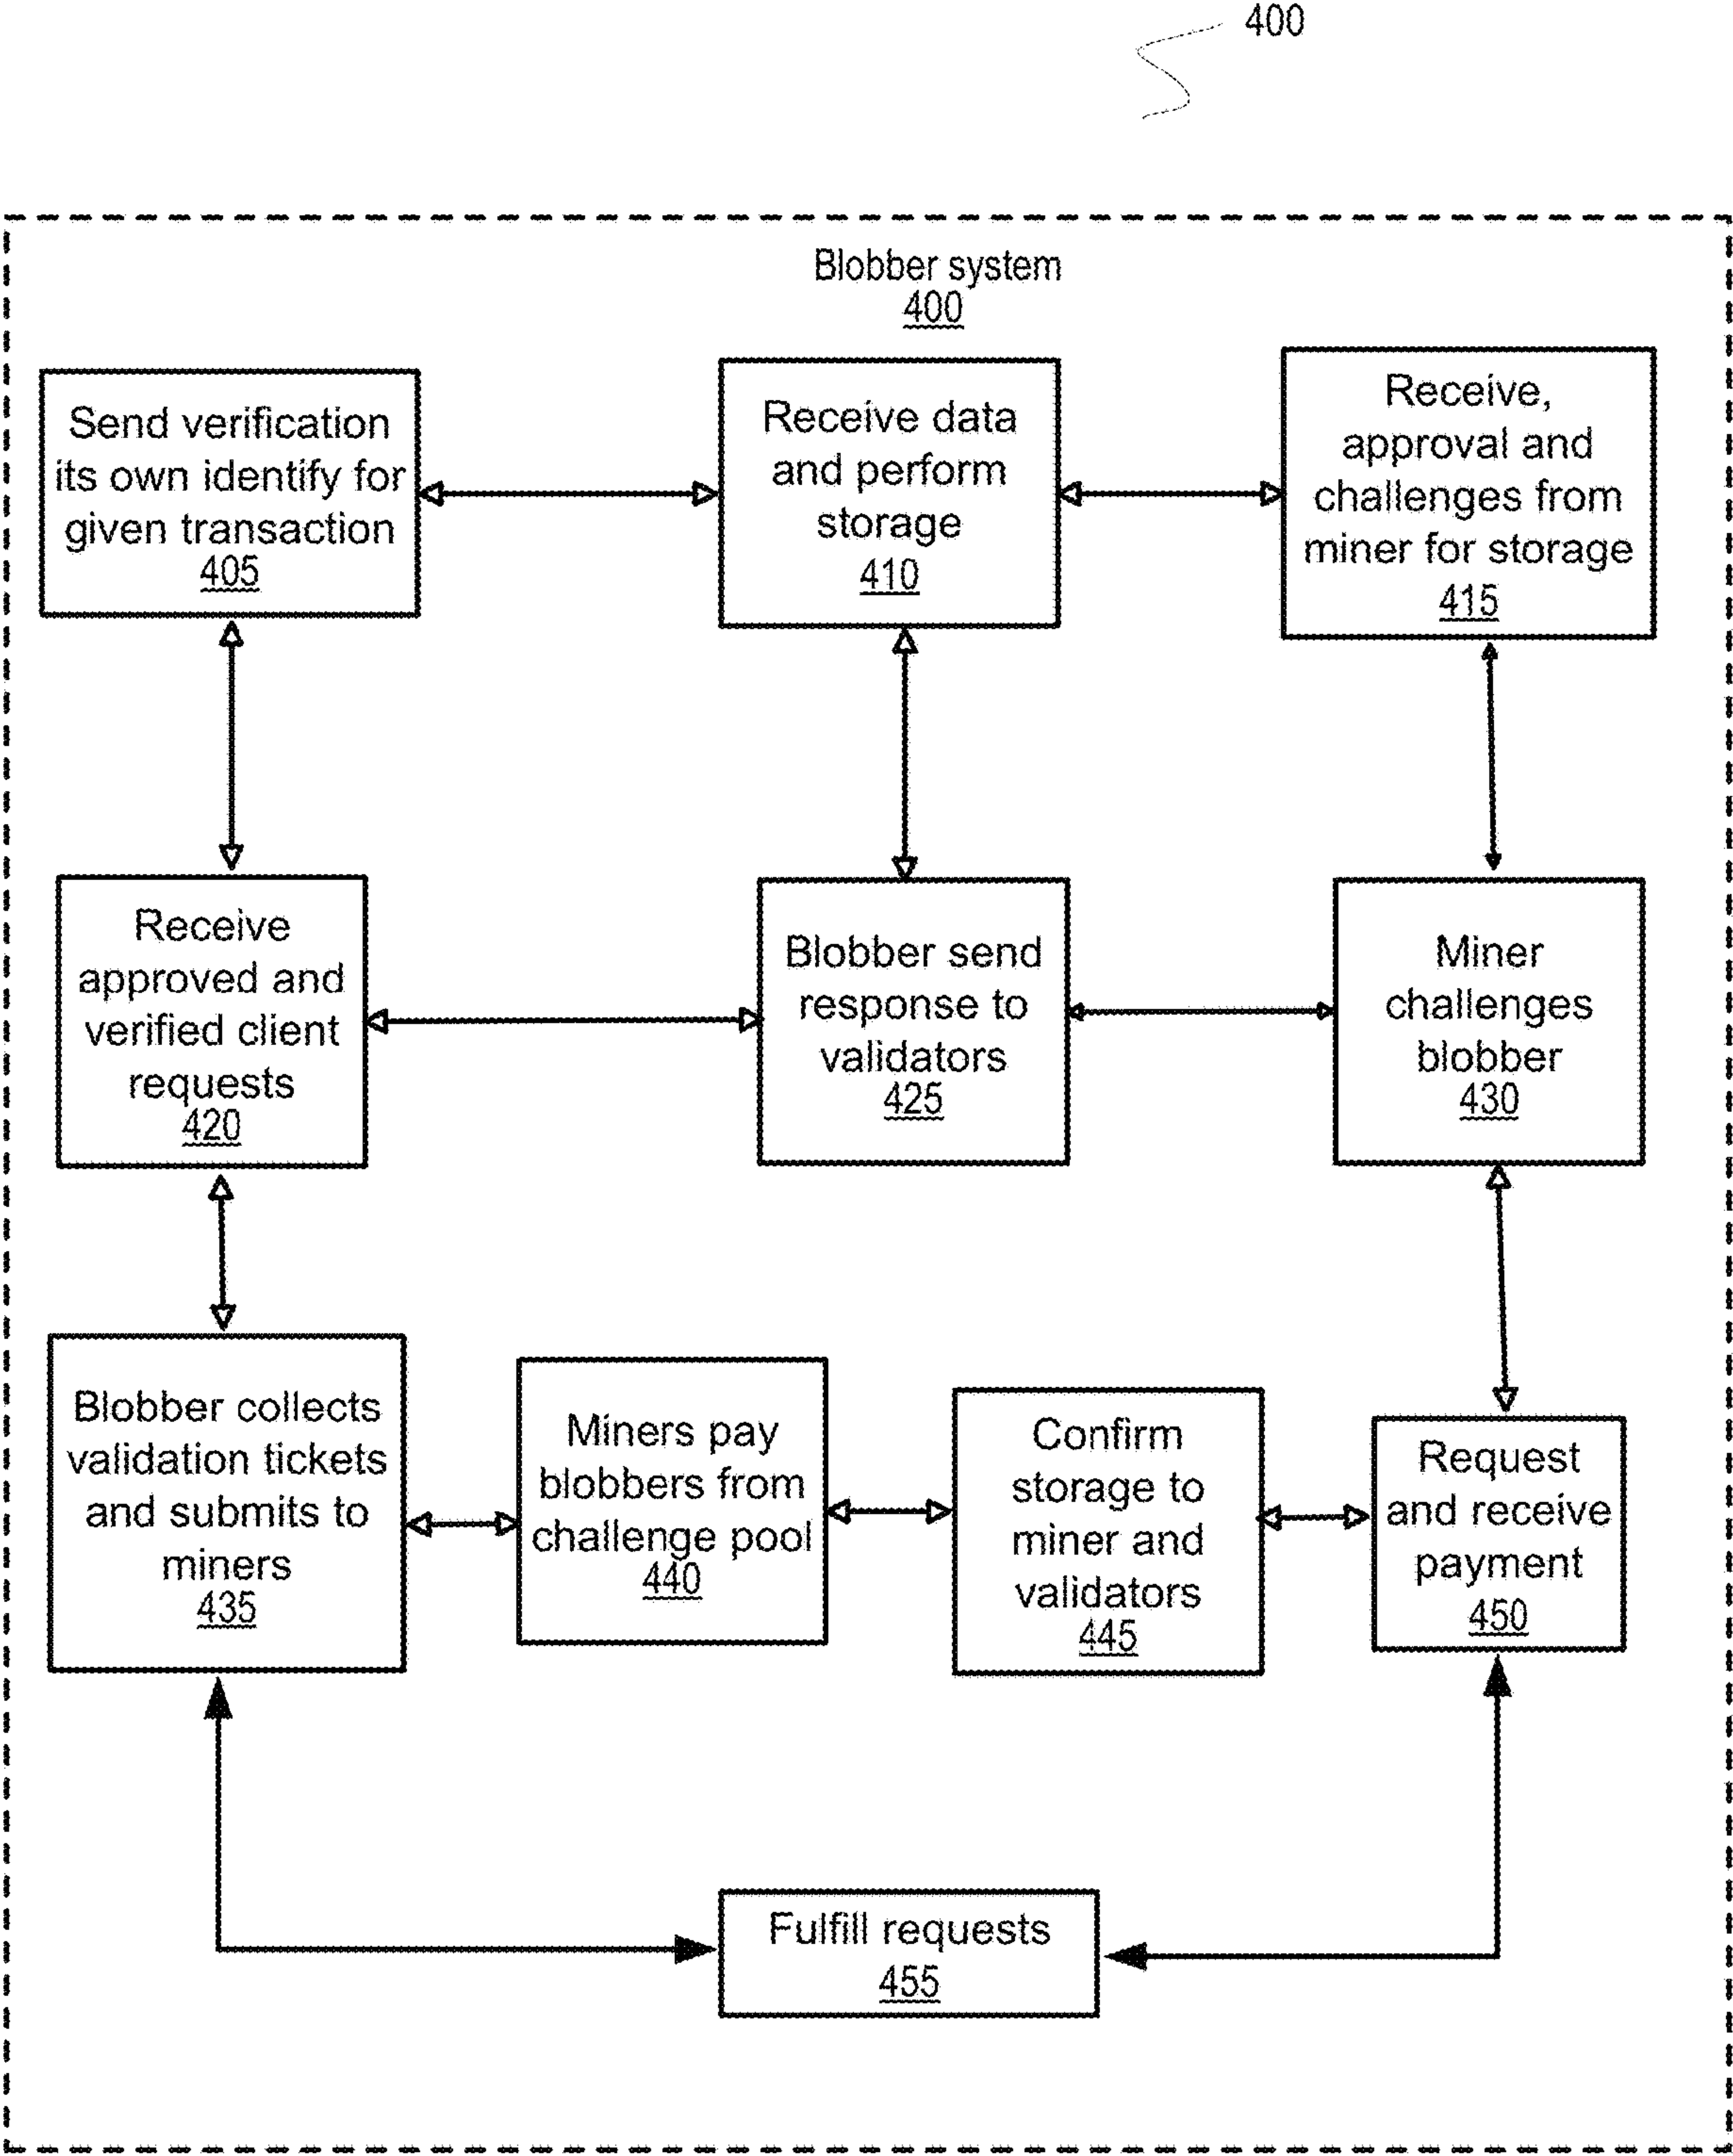 400
Blobber system
400
Send verification
its own identify for
given transaction
405
Receive data
and perform
storage
410
Receive,
approval and
challenges from
miner for storage
415
Receive
approved and
verified client
requests
420
Blobber send
response to
validators
425
Miner
challenges
blobber
430
Blobber collects
validation tickets
and submits to
miners
435
Miners pay
blobbers from
challenge pool
440
Confirm
storage to
miner and
validators
445
Request
and receive
payment
450
Fulfill requests
455